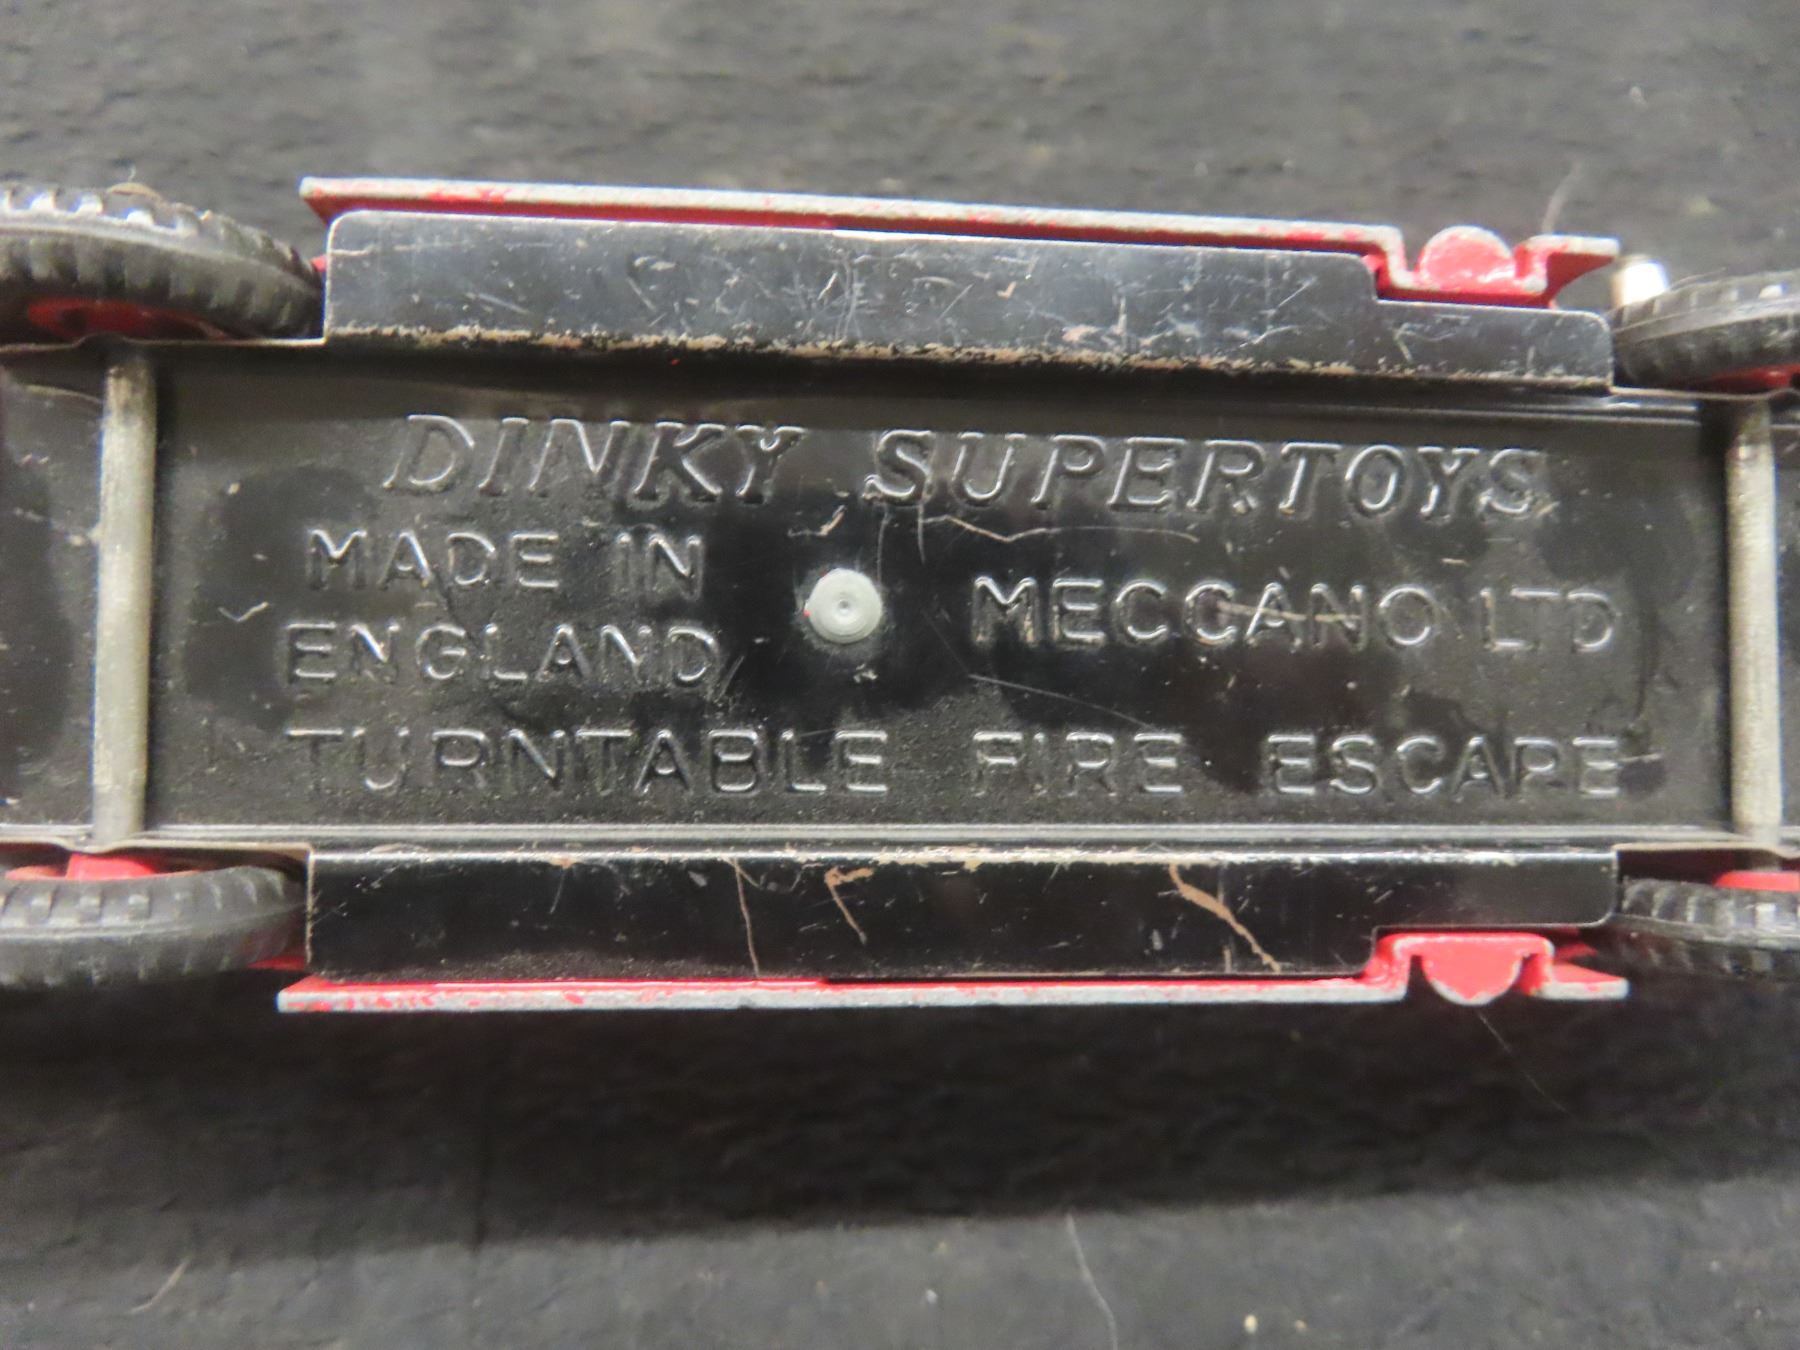 DINKY SUPERTOYS
MADE IN
ENGLAND
MECCANO LTD
TURNTABLE FIRE ESCAPE